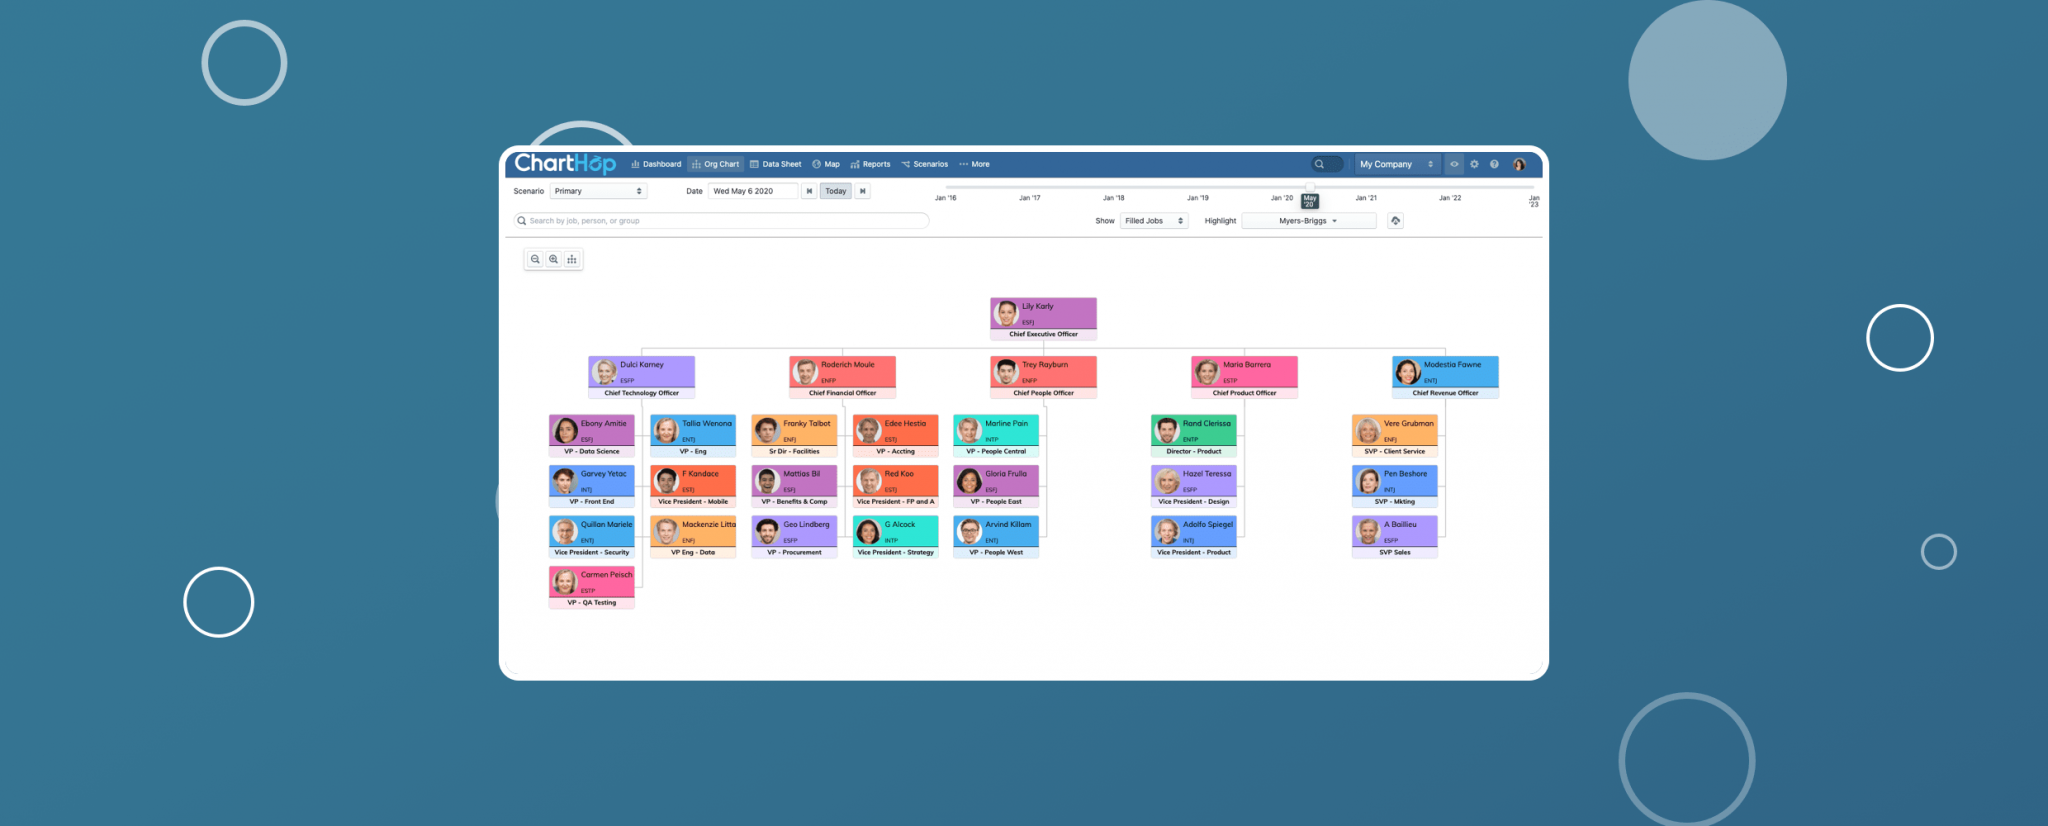 ChartHop Dashboard Org Chart Data Sheet Map Reports Scenarios ••• More My Company
Scenario Primary Date Wed May 6 2020 Today
Jan '16 Jan '17 Jan '18 Jan '19 Jan '20 May '20 Jan '21 Jan '22 Jan '23
Search by job, person, or group Show Filled Jobs Highlight Myers-Briggs
Lily Karly
ESFJ
Chief Executive Officer
Dulci Karney
ESFP
Chief Technology Officer
Roderich Moule
ENFP
Chief Financial Officer
Trey Rayburn
ENFP
Chief People Officer
Maria Barrera
ESTP
Chief Product Officer
Modestia Fawne
ENTJ
Chief Revenue Officer
Ebony Amitie
ESFJ
VP - Data Science
Tallia Wenona
ENTJ
VP - Eng
Franky Talbot
ENFJ
Sr Dir - Facilities
Edee Hestia
ESTJ
VP - Accting
Marline Pain
INTP
VP - People Central
Rand Clerissa
ENTP
Director - Product
Vere Grubman
ENFJ
SVP - Client Service
Garvey Yetac
INTJ
VP - Front End
F Kandace
ESTJ
Vice President - Mobile
Mattias Bil
ESFJ
VP - Benefits & Comp
Red Koo
ESTJ
Vice President - FP and A
Gloria Frulla
ESFJ
VP - People East
Hazel Teressa
ESFP
Vice President - Design
Pen Beshore
INTJ
SVP - Mkting
Quillan Mariele
ENTJ
Vice President - Security
Mackenzie Litta
ENFJ
VP Eng - Data
Geo Lindberg
ESFP
VP - Procurement
G Alcock
INTP
Vice President - Strategy
Arvind Killam
ENTJ
VP - People West
Adolfo Spiegel
INTJ
Vice President - Product
A Baillieu
ESFP
SVP Sales
Carmen Peisch
ESTP
VP - QA Testing